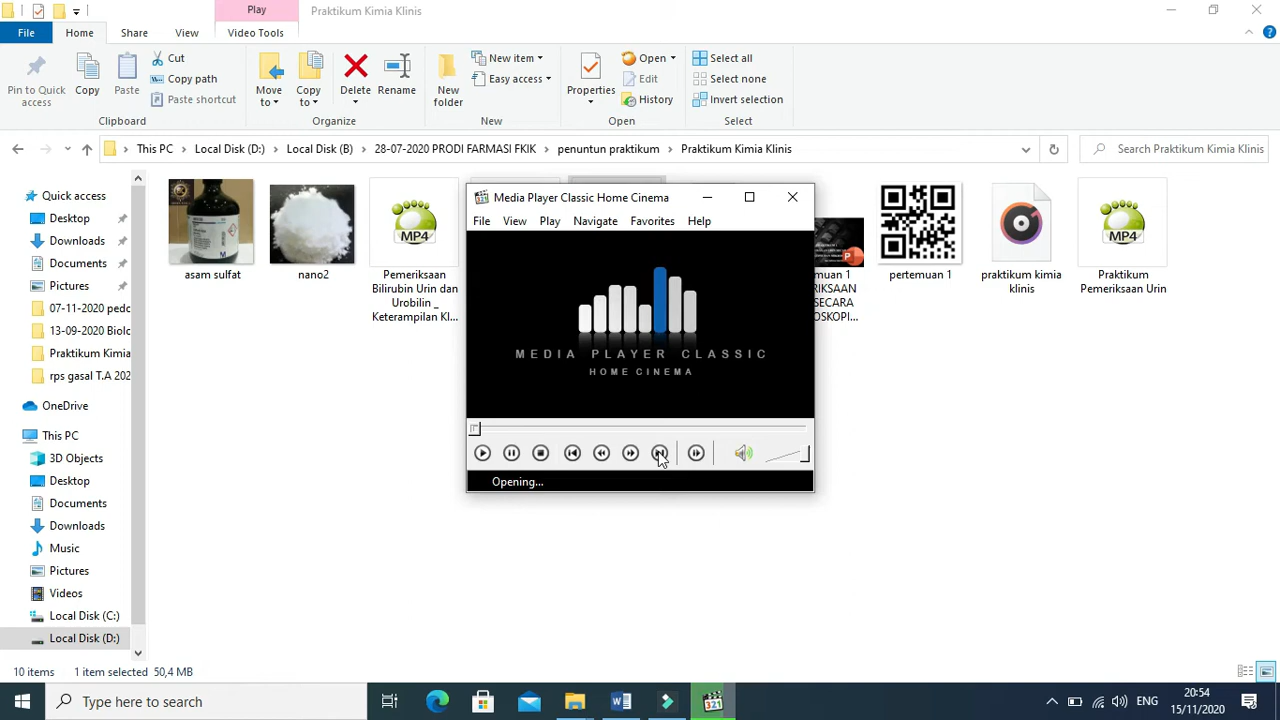 Play
Praktikum Kimia Klinis
File
Home
Share
View
Video Tools
Pin to Quick
access
Copy
Paste
Cut
Copy path
Paste shortcut
Clipboard
Move
to
Copy
to
Delete
Rename
Organize
New
folder
New item
Easy access
New
Properties
Open
Edit
History
Open
Select all
Select none
Invert selection
Select
This PC
Local Disk (D:)
Local Disk (B)
28-07-2020 PRODI FARMASI FKIK
penuntun praktikum
Praktikum Kimia Klinis
Search Praktikum Kimia Klinis
Quick access
Desktop
Downloads
Documents
Pictures
07-11-2020 pedo
13-09-2020 Biolo
Praktikum Kimia
rps gasal T.A 202
OneDrive
This PC
3D Objects
Desktop
Documents
Downloads
Music
Pictures
Videos
Local Disk (C:)
Local Disk (D:)
asam sulfat
nano2
MP4
Pemeriksaan
Bilirubin Urin dan
Urobilin _
Keterampilan Kl...
Media Player Classic Home Cinema
File
View
Play
Navigate
Favorites
Help
MEDIA PLAYER CLASSIC
HOME CINEMA
Opening...
muan 1
RIKSAAN
SECARA
OSKOPI...
pertemuan 1
praktikum kimia
klinis
MP4
Praktikum
Pemeriksaan Urin
10 items
1 item selected
50,4 MB
Type here to search
321
ENG
20:54
15/11/2020